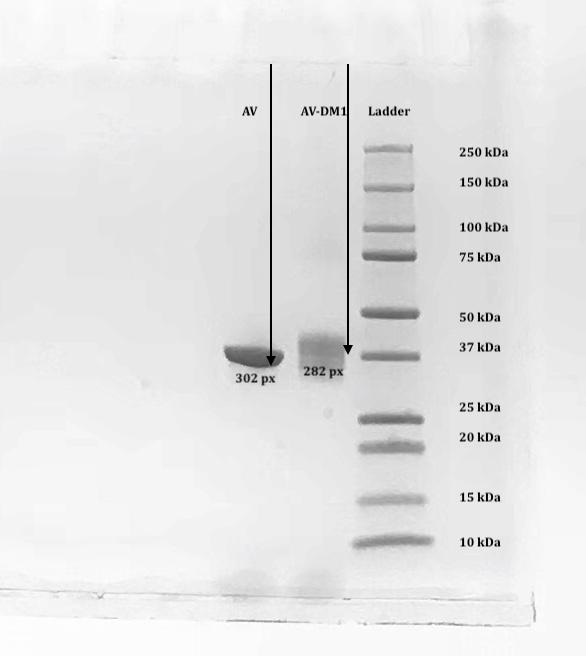 AV AV-DM1 Ladder
250 kDa
150 kDa
100 kDa
75 kDa
50 kDa
37 kDa
302 px 282 px
25 kDa
20 kDa
15 kDa
10 kDa